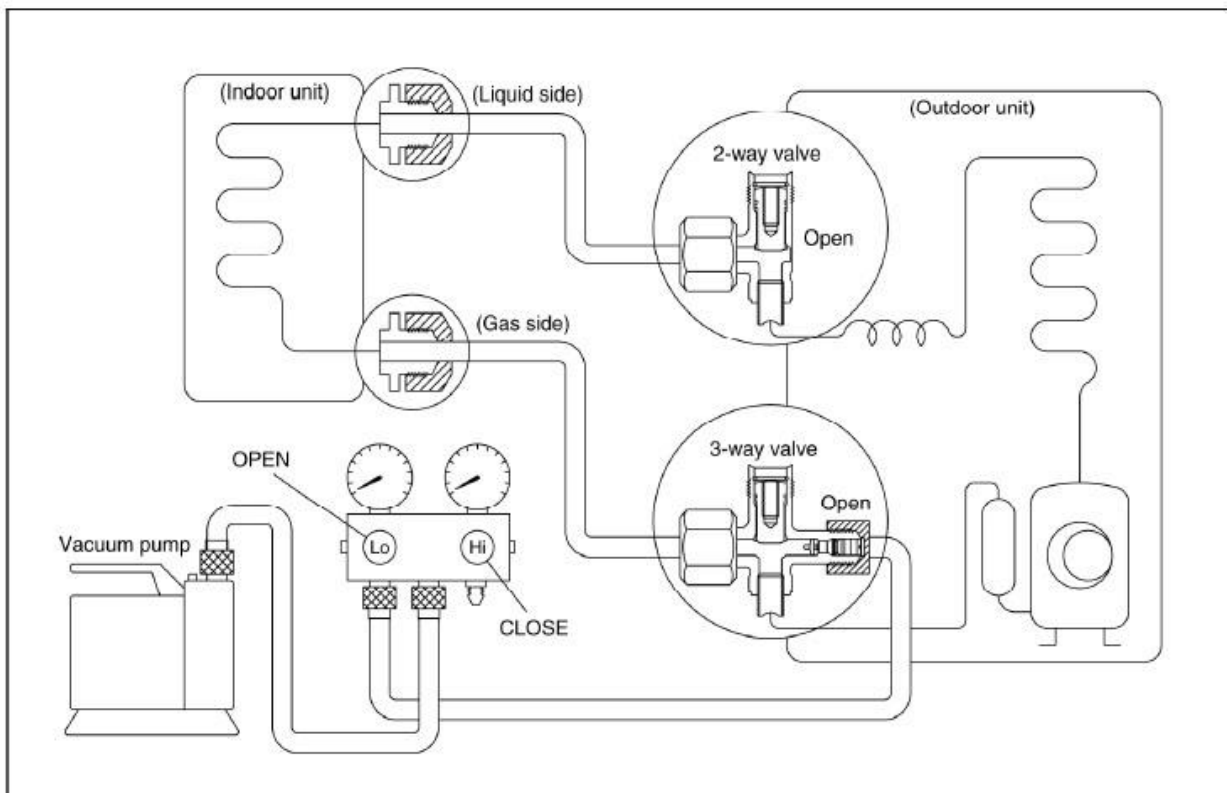 (Indoor unit)
(Liquid side)
(Outdoor unit)
2-way valve
Open
(Gas side)
3-way valve
Open
OPEN
Lo
Hi
Vacuum pump
CLOSE